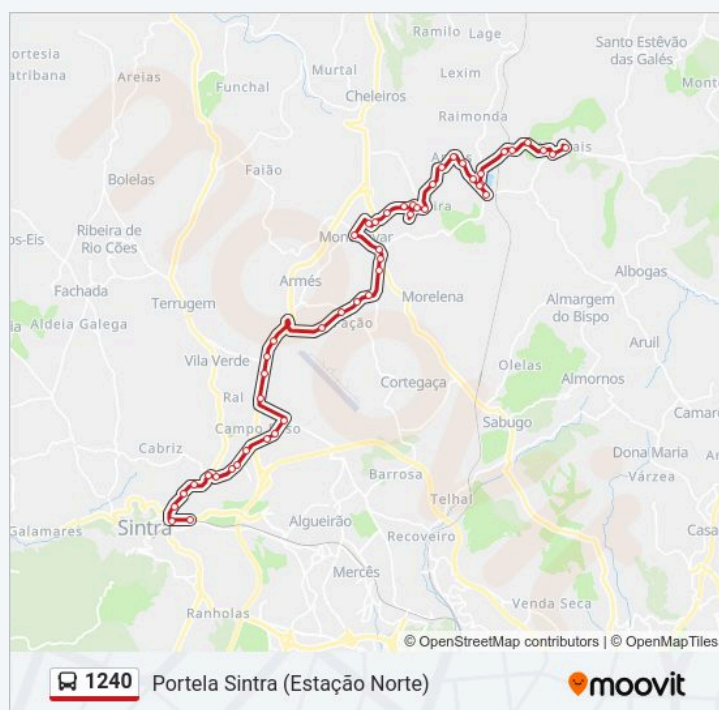 Ramilo Lage
Santo Estêvão
das Galés
Murtal
Lexim
Areias
Funchal
Cheleiros
Raimonda
Faião
Bolelas
Ribeira de
Rio Cões
Armés
Albogas
Fachada
Terrugem
Morelena
Almargem
do Bispo
Aldeia Galega
Vila Verde
Aruil
Olelas
Cortegaça
Ral
Almornos
Sabugo
Cabriz
Barrosa
Dona Maria
Várzea
Telhal
Galamares
Sintra
Algueirão
Recoveiro
Mercês
Ranholas
Venda Seca
© OpenStreetMap contributors | © OpenMapTiles
1240 Portela Sintra (Estação Norte)
moovit